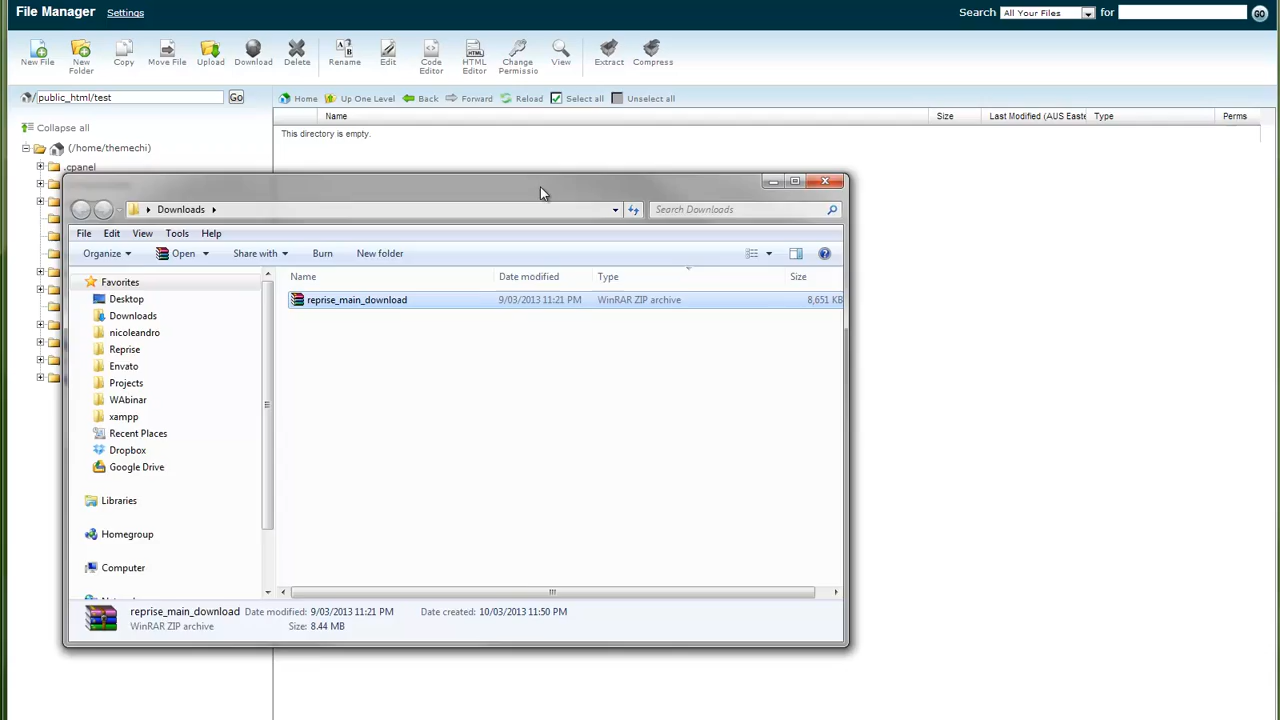 File Manager Settings Search All Your Files for GO
New File New Folder Copy Move File Upload Download Delete Rename Edit Code Editor HTML Editor Change Permissio View Extract Compress
/ public_html/test Go Home Up One Level Back Forward Reload Select all Unselect all
Collapse all Name Size Last Modified (AUS Easte Type Perms
This directory is empty.
(/home/themechi)
.cpanel
Downloads Search Downloads
File Edit View Tools Help
Organize Open Share with Burn New folder
Name Date modified Type Size
Favorites
Desktop reprise_main_download 9/03/2013 11:21 PM WinRAR ZIP archive 8,651 KB
Downloads
nicoleandro
Reprise
Envato
Projects
WAbinar
xampp
Recent Places
Dropbox
Google Drive
Libraries
Homegroup
Computer
reprise_main_download Date modified: 9/03/2013 11:21 PM Date created: 10/03/2013 11:50 PM
WinRAR ZIP archive Size: 8.44 MB